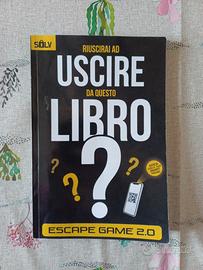 SOLV
RIUSCIRAI AD
USCIRE
DA QUESTO
LIBRO
?
ESCAPE GAME 2.0